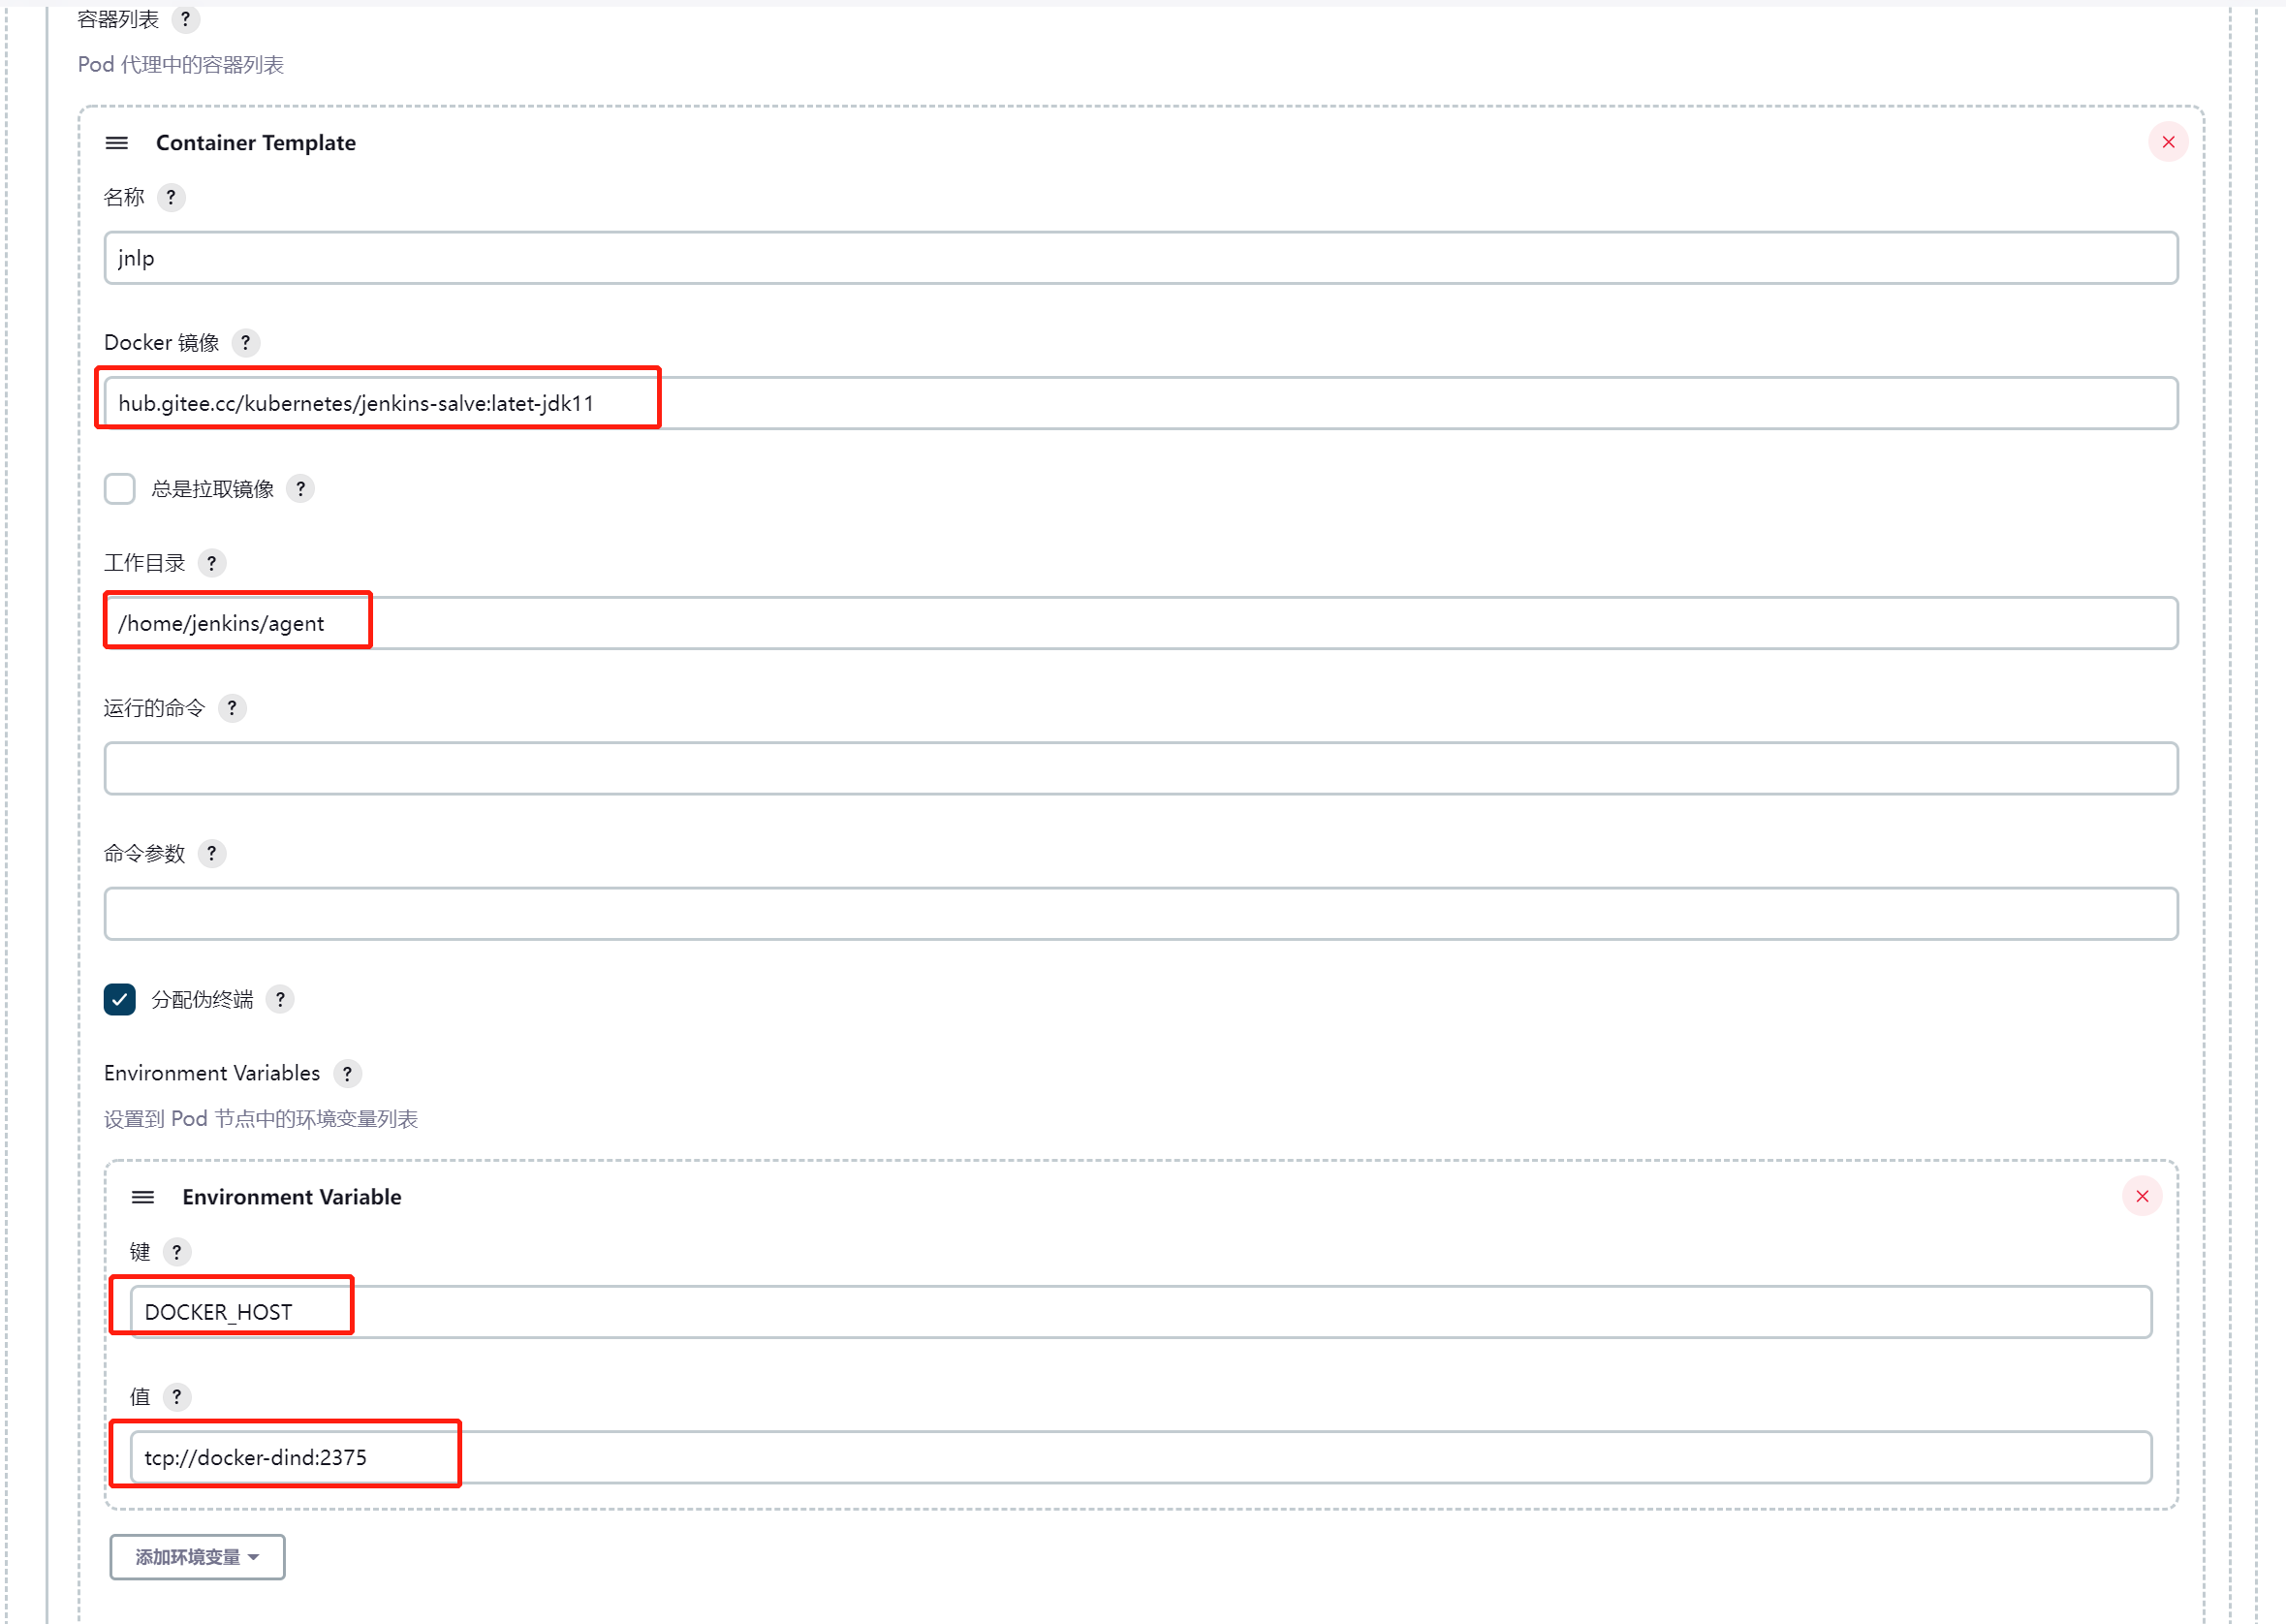 容器列表 ?
Pod 代理中的容器列表
Container Template
名称 ?
jnlp
Docker 镜像 ?
hub.gitee.cc/kubernetes/jenkins-salve:latet-jdk11
总是拉取镜像 ?
工作目录 ?
/home/jenkins/agent
运行的命令 ?
命令参数 ?
分配伪终端 ?
Environment Variables ?
设置到 Pod 节点中的环境变量列表
Environment Variable
键 ?
DOCKER_HOST
值 ?
tcp://docker-dind:2375
添加环境变量